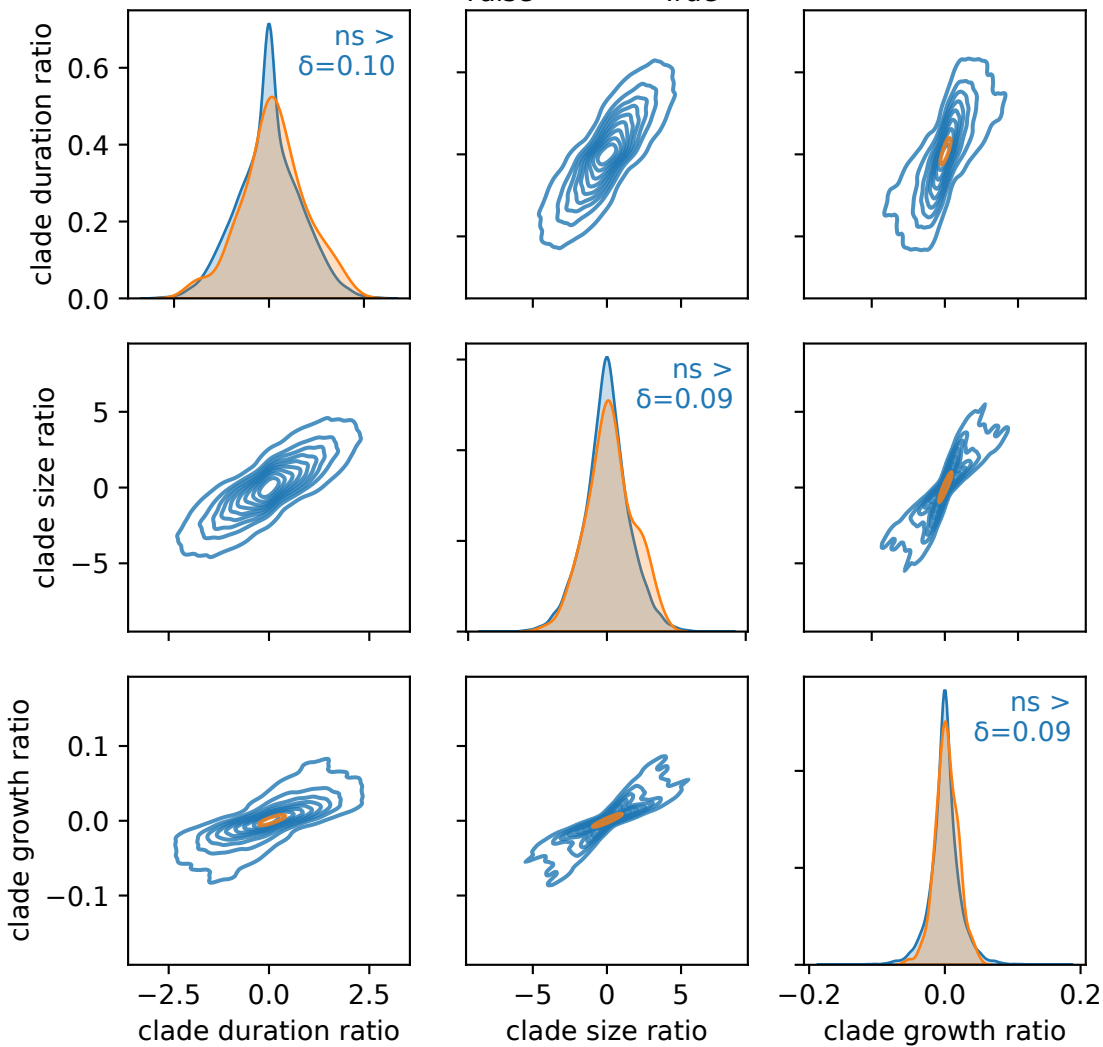 clade duration ratio
0.6
0.4
0.2
0.0
ns >
δ=0.10
clade size ratio
5
0
−5
ns >
δ=0.09
clade growth ratio
0.1
0.0
−0.1
ns >
δ=0.09
−2.5 0.0 2.5
clade duration ratio
−5 0 5
clade size ratio
−0.2 0.0 0.2
clade growth ratio